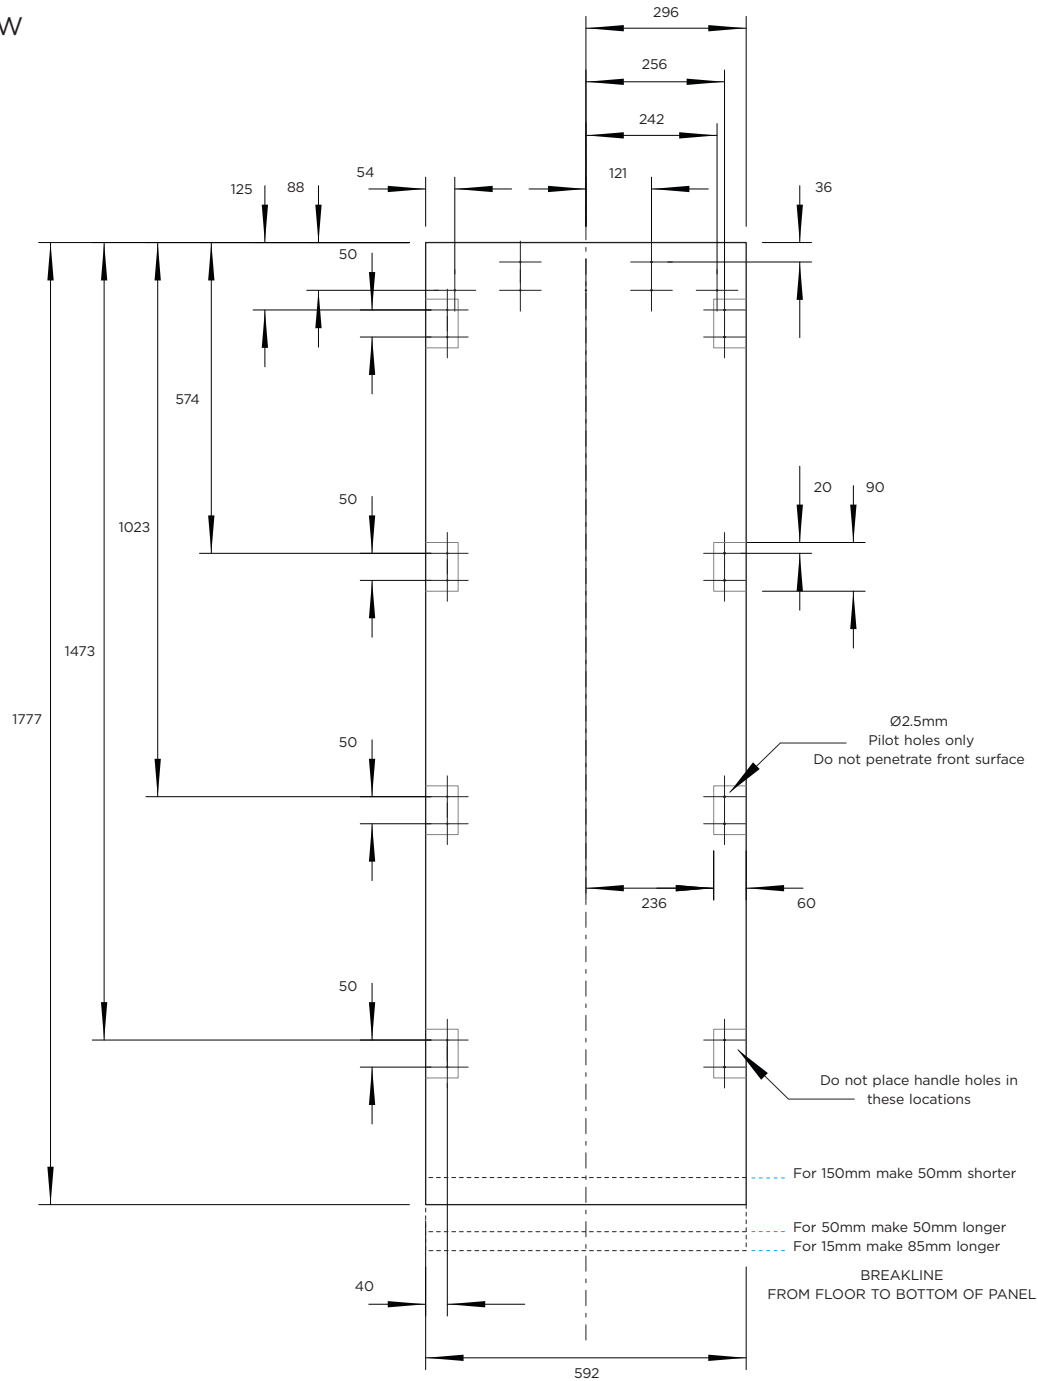 W
296
256
242
54
121
125
88
36
50
574
50
20
90
1023
1473
1777
Ø2.5mm
50
Pilot holes only
Do not penetrate front surface
236
60
50
Do not place handle holes in
these locations
For 150mm make 50mm shorter
For 50mm make 50mm longer
For 15mm make 85mm longer
BREAKLINE
40
FROM FLOOR TO BOTTOM OF PANEL
592